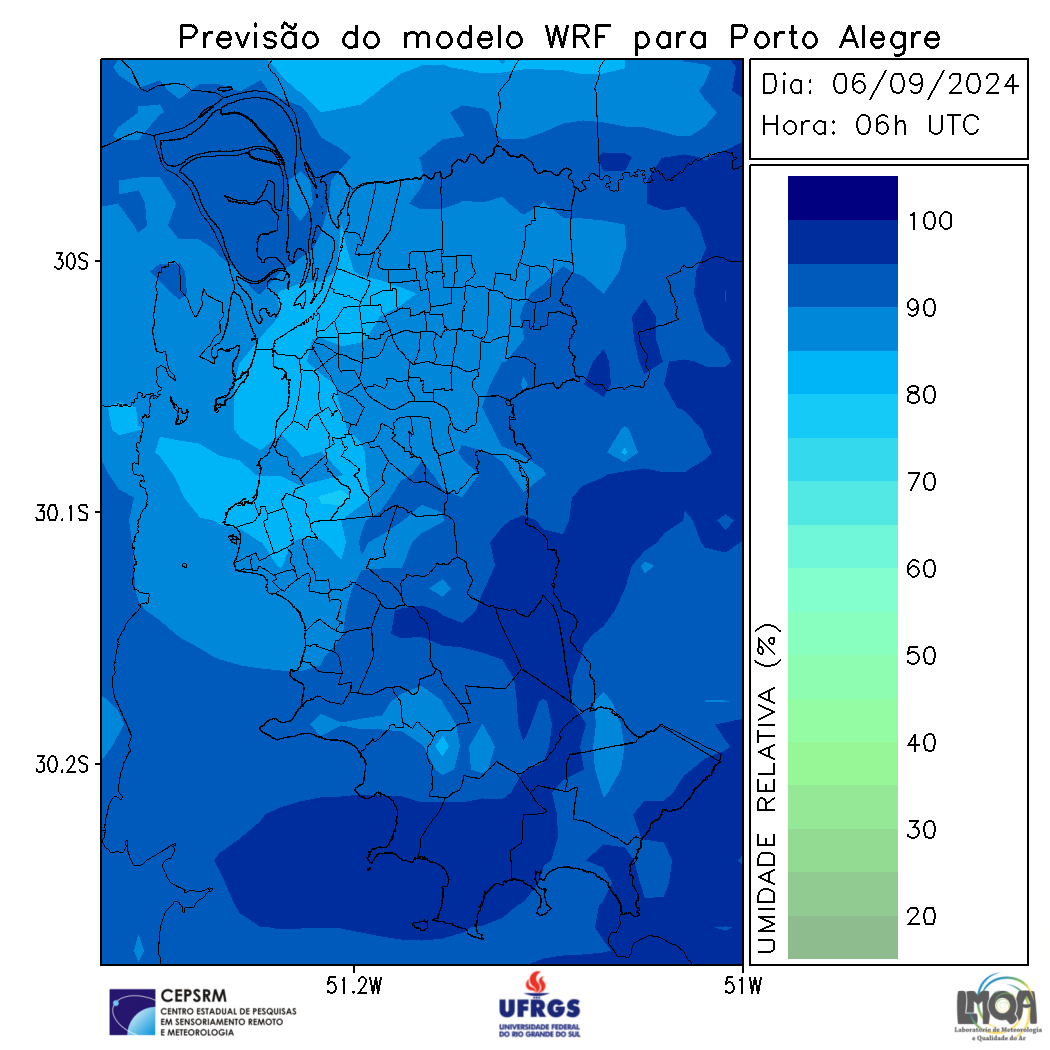 Previsão do modelo WRF para Porto Alegre
Dia: 06/09/2024
Hora: 06h UTC
30S
30.1S
30.2S
51.2W
51W
100
90
80
70
60
50
40
30
20
UMIDADE RELATIVA (%)
CEPSRM
CENTRO ESTADUAL DE PESQUISAS
EM SENSORIAMENTO REMOTO
E METEOROLOGIA
UFRGS
UNIVERSIDADE FEDERAL
DO RIO GRANDE DO SUL
LMQA
Laboratório de Meteorologia
e Qualidade do Ar